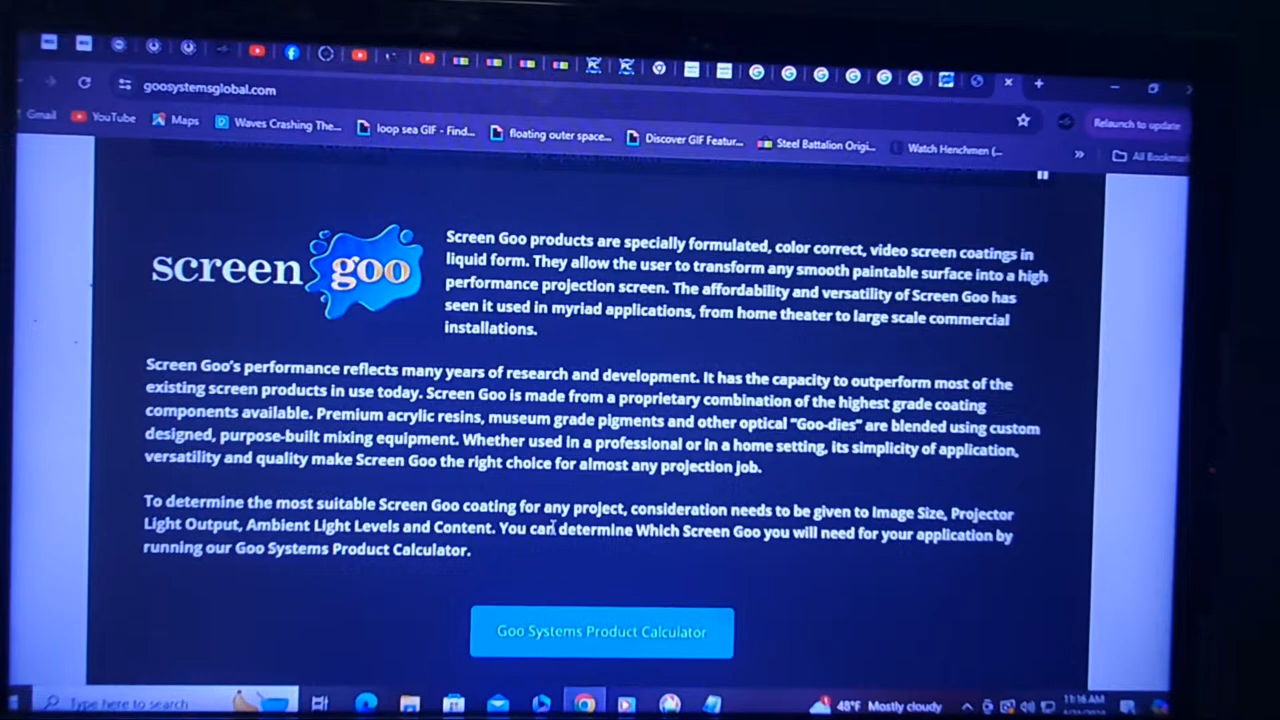 goosystemsglobal.com
Relaunch to update
Gmail YouTube Maps Waves Crashing The... loop sea GIF - Find... floating outer space... Discover GIF Featur... Steel Battalion Origi... Watch Henchmen (... » All Bookmar
screen goo
Screen Goo products are specially formulated, color correct, video screen coatings in
liquid form. They allow the user to transform any smooth paintable surface into a high
performance projection screen. The affordability and versatility of Screen Goo has
seen it used in myriad applications, from home theater to large scale commercial
installations.
Screen Goo's performance reflects many years of research and development. It has the capacity to outperform most of the
existing screen products in use today. Screen Goo is made from a proprietary combination of the highest grade coating
components available. Premium acrylic resins, museum grade pigments and other optical "Goo-dies" are blended using custom
designed, purpose-built mixing equipment. Whether used in a professional or in a home setting, its simplicity of application,
versatility and quality make Screen Goo the right choice for almost any projection job.
To determine the most suitable Screen Goo coating for any project, consideration needs to be given to Image Size, Projector
Light Output, Ambient Light Levels and Content. You can determine Which Screen Goo you will need for your application by
running our Goo Systems Product Calculator.
Goo Systems Product Calculator
Type here to search 48°F Mostly cloudy 11:16 AM